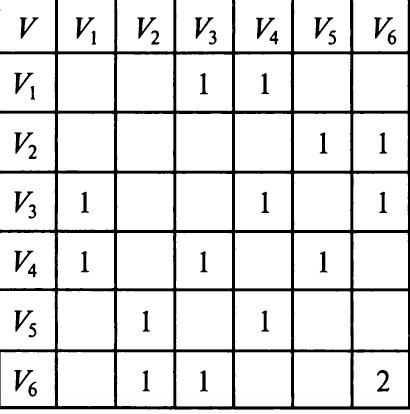 V V₁ V₂ V₃ V₄ V₅ V₆
V₁ 1 1
V₂ 1 1
V₃ 1 1 1
V₄ 1 1 1
V₅ 1 1
V₆ 1 1 2